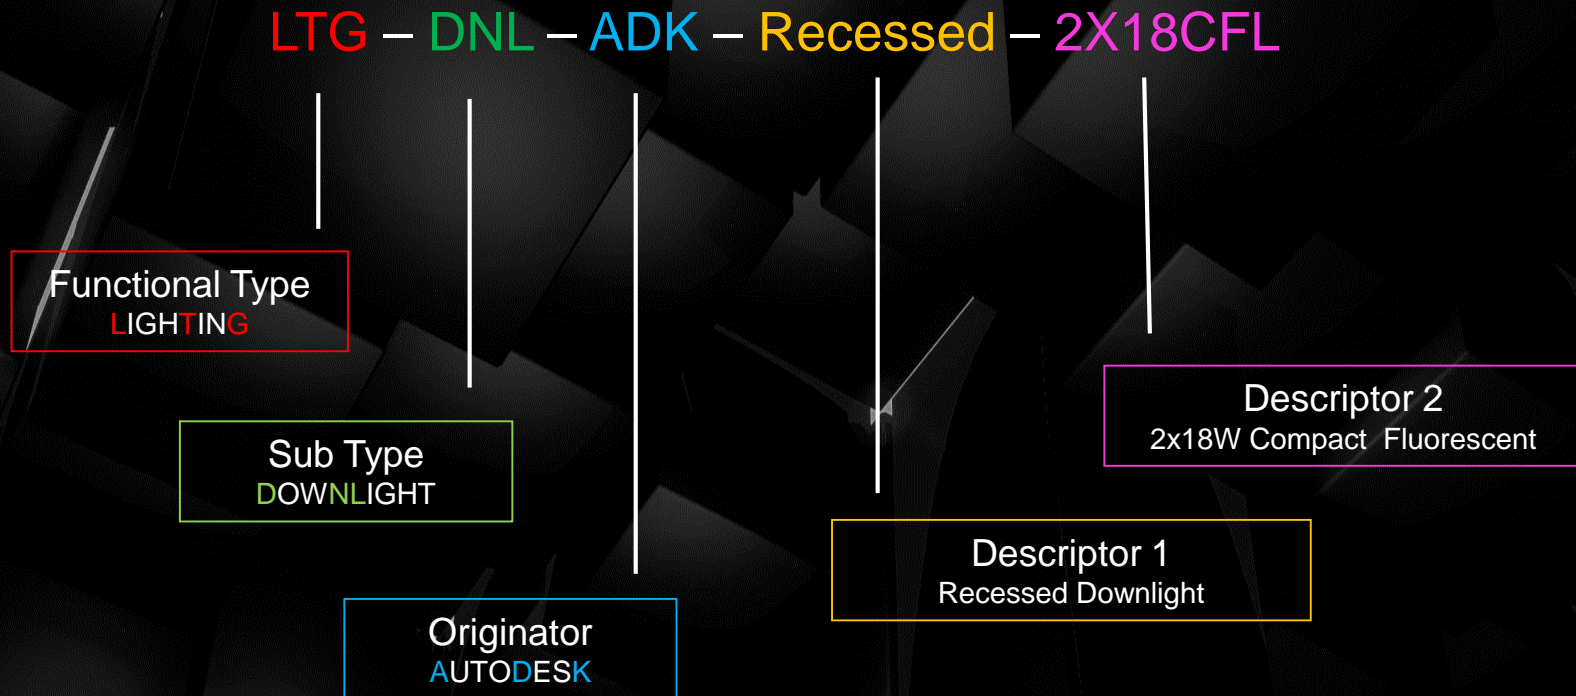 LTG – DNL – ADK – Recessed – 2X18CFL
Functional Type
LIGHTING
Sub Type
DOWNLIGHT
Originator
AUTODESK
Descriptor 1
Recessed Downlight
Descriptor 2
2x18W Compact Fluorescent